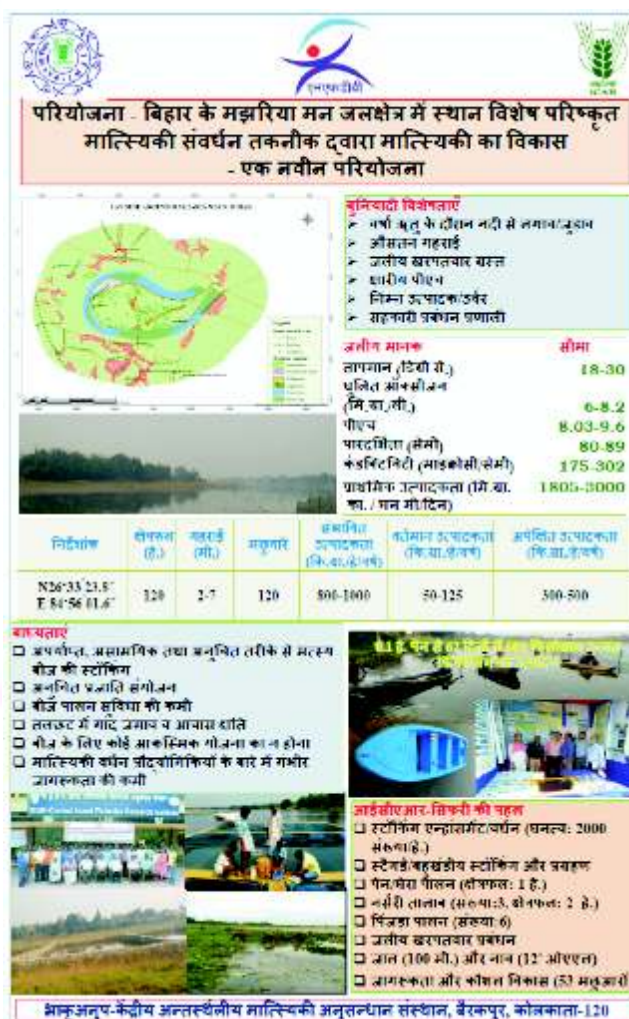 एनएफडीबी
परियोजना - बिहार के मझरिया मन जलक्षेत्र में स्थान विशेष परिष्कृत
मात्स्यिकी संवर्धन तकनीक द्वारा मात्स्यिकी का विकास
- एक नवीन परियोजना
बुनियादी विशेषताएँ
➢ वर्षा ऋतु के दौरान नदी से लगाव/जुड़ाव
➢ औसतन गहराई
➢ जलीय खरपतवार ग्रस्त
➢ क्षारीय पीएच
➢ निम्न उत्पादक/उर्वर
➢ सहकारी प्रबंधन प्रणाली
जलीय मानक सीमा
तापमान (डिग्री से.) 18-30
घुलित ऑक्सीजन
(मि.ग्रा./ली.) 6-8.2
पीएच 8.03-9.6
पारदर्शिता (सेमी) 80-89
कंडक्टिविटी (माइक्रोसी/सेमी) 175-302
प्राथमिक उत्पादकता (मि.ग्रा. 1805-3000
का. / घन मी/दिन)
निर्देशांक क्षेत्रफल (हे.) गहराई (मी.) मछुवारे संभावित उत्पादकता (कि.ग्रा./हे/वर्ष) वर्तमान उत्पादकता (कि.ग्रा./हे/वर्ष) अपेक्षित उत्पादकता (कि.ग्रा./हे/वर्ष)
N26°33'23.8"
E 84°56'01.6" 120 2-7 120 800-1000 50-125 300-500
बाध्यताएं
❑ अपर्याप्त, असामयिक तथा अनुचित तरीके से मत्स्य
बीज की स्टॉकिंग
❑ अनुचित प्रजाति संयोजन
❑ बीज पालन सुविधा की कमी
❑ तलछट में गाद जमाव व आवास क्षति
❑ बीज के लिए कोई आकस्मिक योजना का न होना
❑ मात्स्यिकी वर्धन प्रौद्योगिकियों के बारे में गंभीर
जागरूकता की कमी
आईसीएआर-सिफरी की पहल
❑ स्टॉकिंग एन्हांसमेंट/वर्धन (घनत्व: 2000
संख्या/हे.)
❑ स्टैगर्ड/बहुखंडीय स्टॉकिंग और प्रग्रहण
❑ पेन/घेरा पालन (क्षेत्रफल: 1 हे.)
❑ नर्सरी तालाब (संख्या:3, क्षेत्रफल: 2 हे.)
❑ पिंजड़ा पालन (संख्या:6)
❑ जलीय खरपतवार प्रबंधन
❑ जाल (100 मी.) और नाव (12' ओएएल)
❑ जागरूकता और कौशल विकास (53 मछुआरों
भाकृअनुप-केंद्रीय अन्तर्स्थलीय मात्स्यिकी अनुसन्धान संस्थान, बैरकपुर, कोलकाता-120